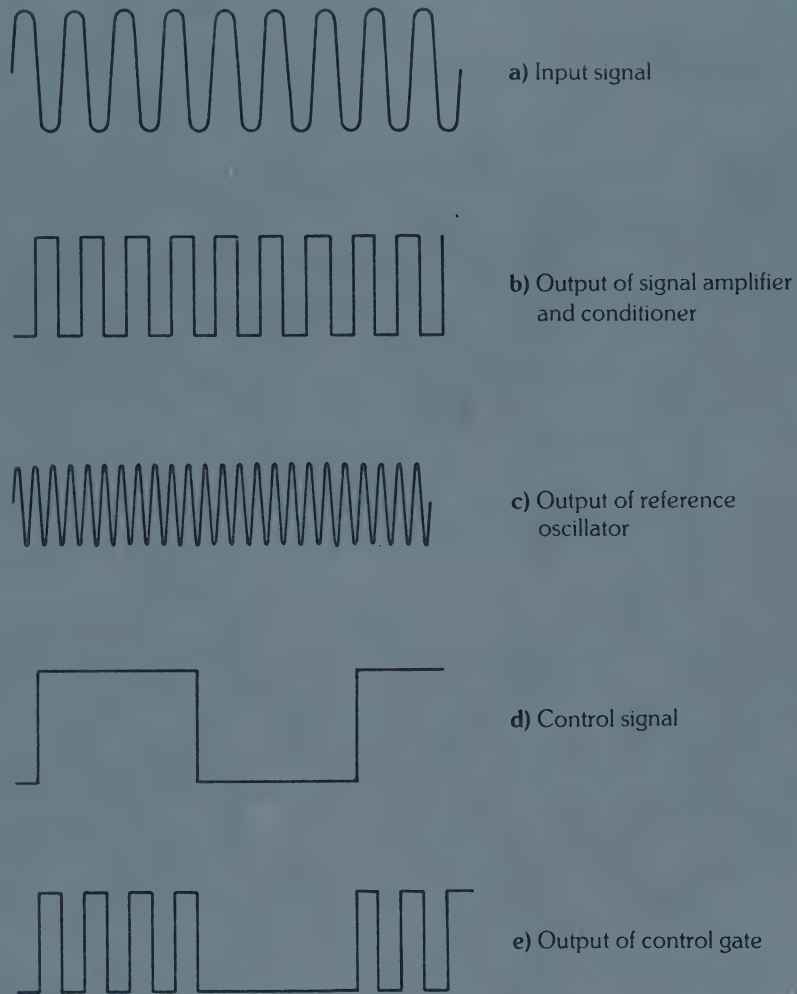 a) Input signal
b) Output of signal amplifier
and conditioner
c) Output of reference
oscillator
d) Control signal
e) Output of control gate